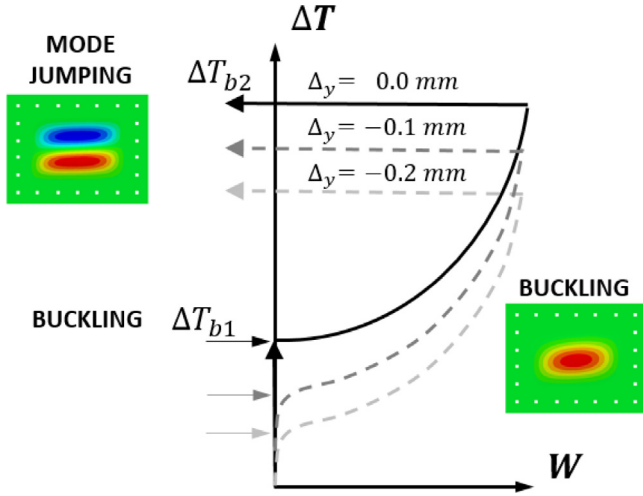 ΔT
MODE
JUMPING
ΔT_b2
Δ_y = 0.0 mm
Δ_y = −0.1 mm
Δ_y = −0.2 mm
BUCKLING
BUCKLING
ΔT_b1
W